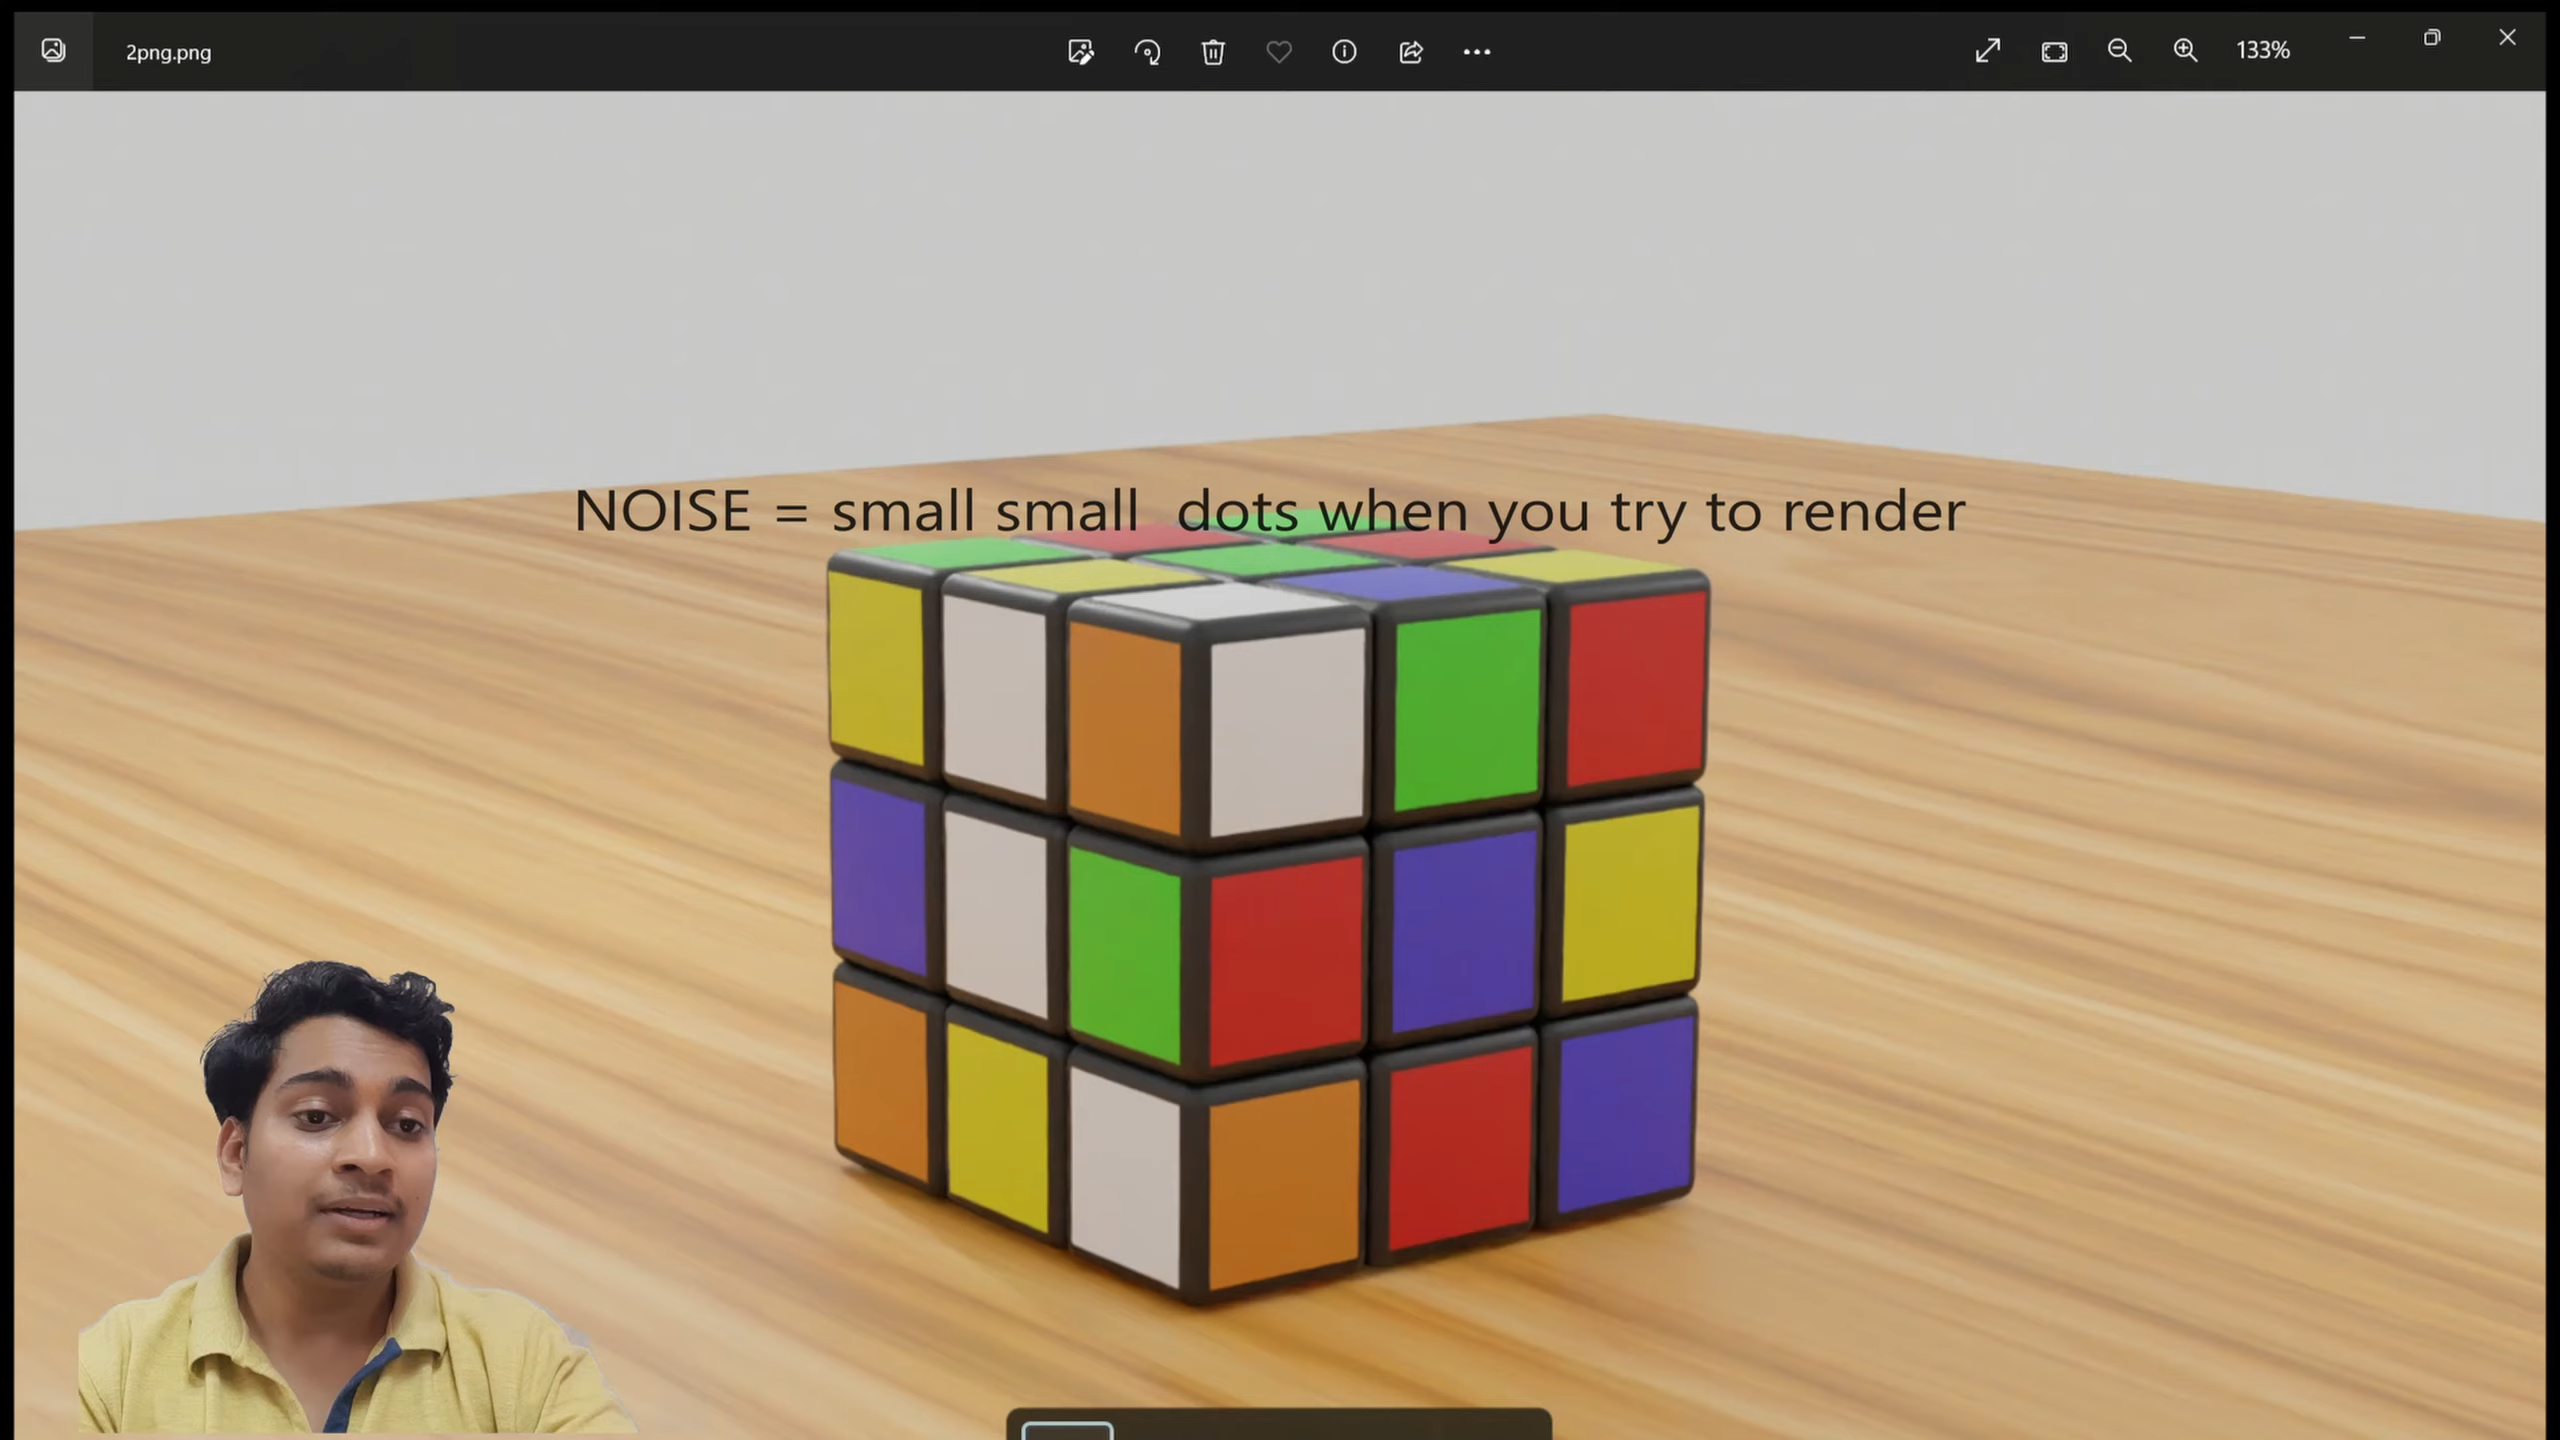 2png.png
133%
NOISE = small small dots when you try to render